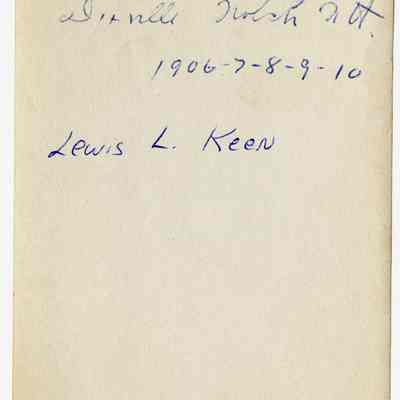 Dixville Notch N.H.
1906-7-8-9-10
Lewis L. Keen